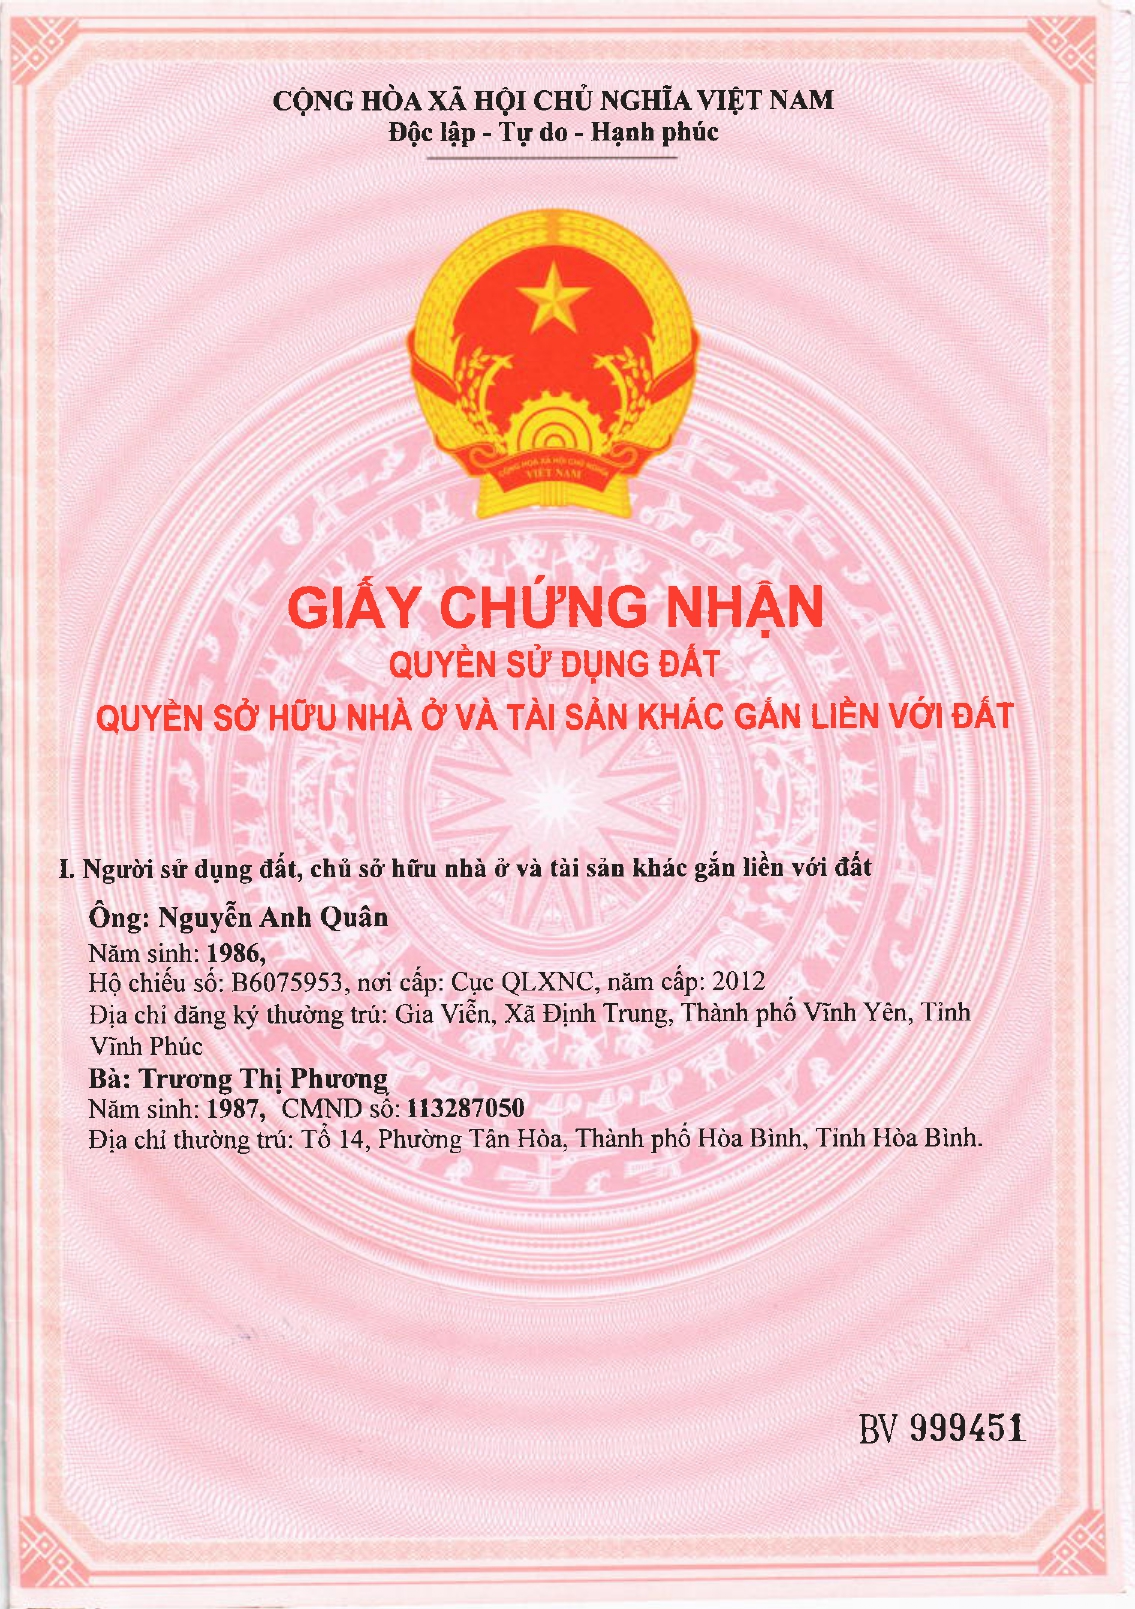 CỘNG HÒA XÃ HỘI CHỦ NGHĨA VIỆT NAM
Độc lập - Tự do - Hạnh phúc
CỘNG HÒA XÃ HỘI CHỦ NGHĨA
VIỆT NAM
GIẤY CHỨNG NHẬN
QUYỀN SỬ DỤNG ĐẤT
QUYỀN SỞ HỮU NHÀ Ở VÀ TÀI SẢN KHÁC GẮN LIỀN VỚI ĐẤT
I. Người sử dụng đất, chủ sở hữu nhà ở và tài sản khác gắn liền với đất
Ông: Nguyễn Anh Quân
Năm sinh: 1986,
Hộ chiếu số: B6075953, nơi cấp: Cục QLXNC, năm cấp: 2012
Địa chỉ đăng ký thường trú: Gia Viễn, Xã Định Trung, Thành phố Vĩnh Yên, Tỉnh
Vĩnh Phúc
Bà: Trương Thị Phương
Năm sinh: 1987, CMND số: 113287050
Địa chỉ thường trú: Tổ 14, Phường Tân Hòa, Thành phố Hòa Bình, Tỉnh Hòa Bình.
BV 999451